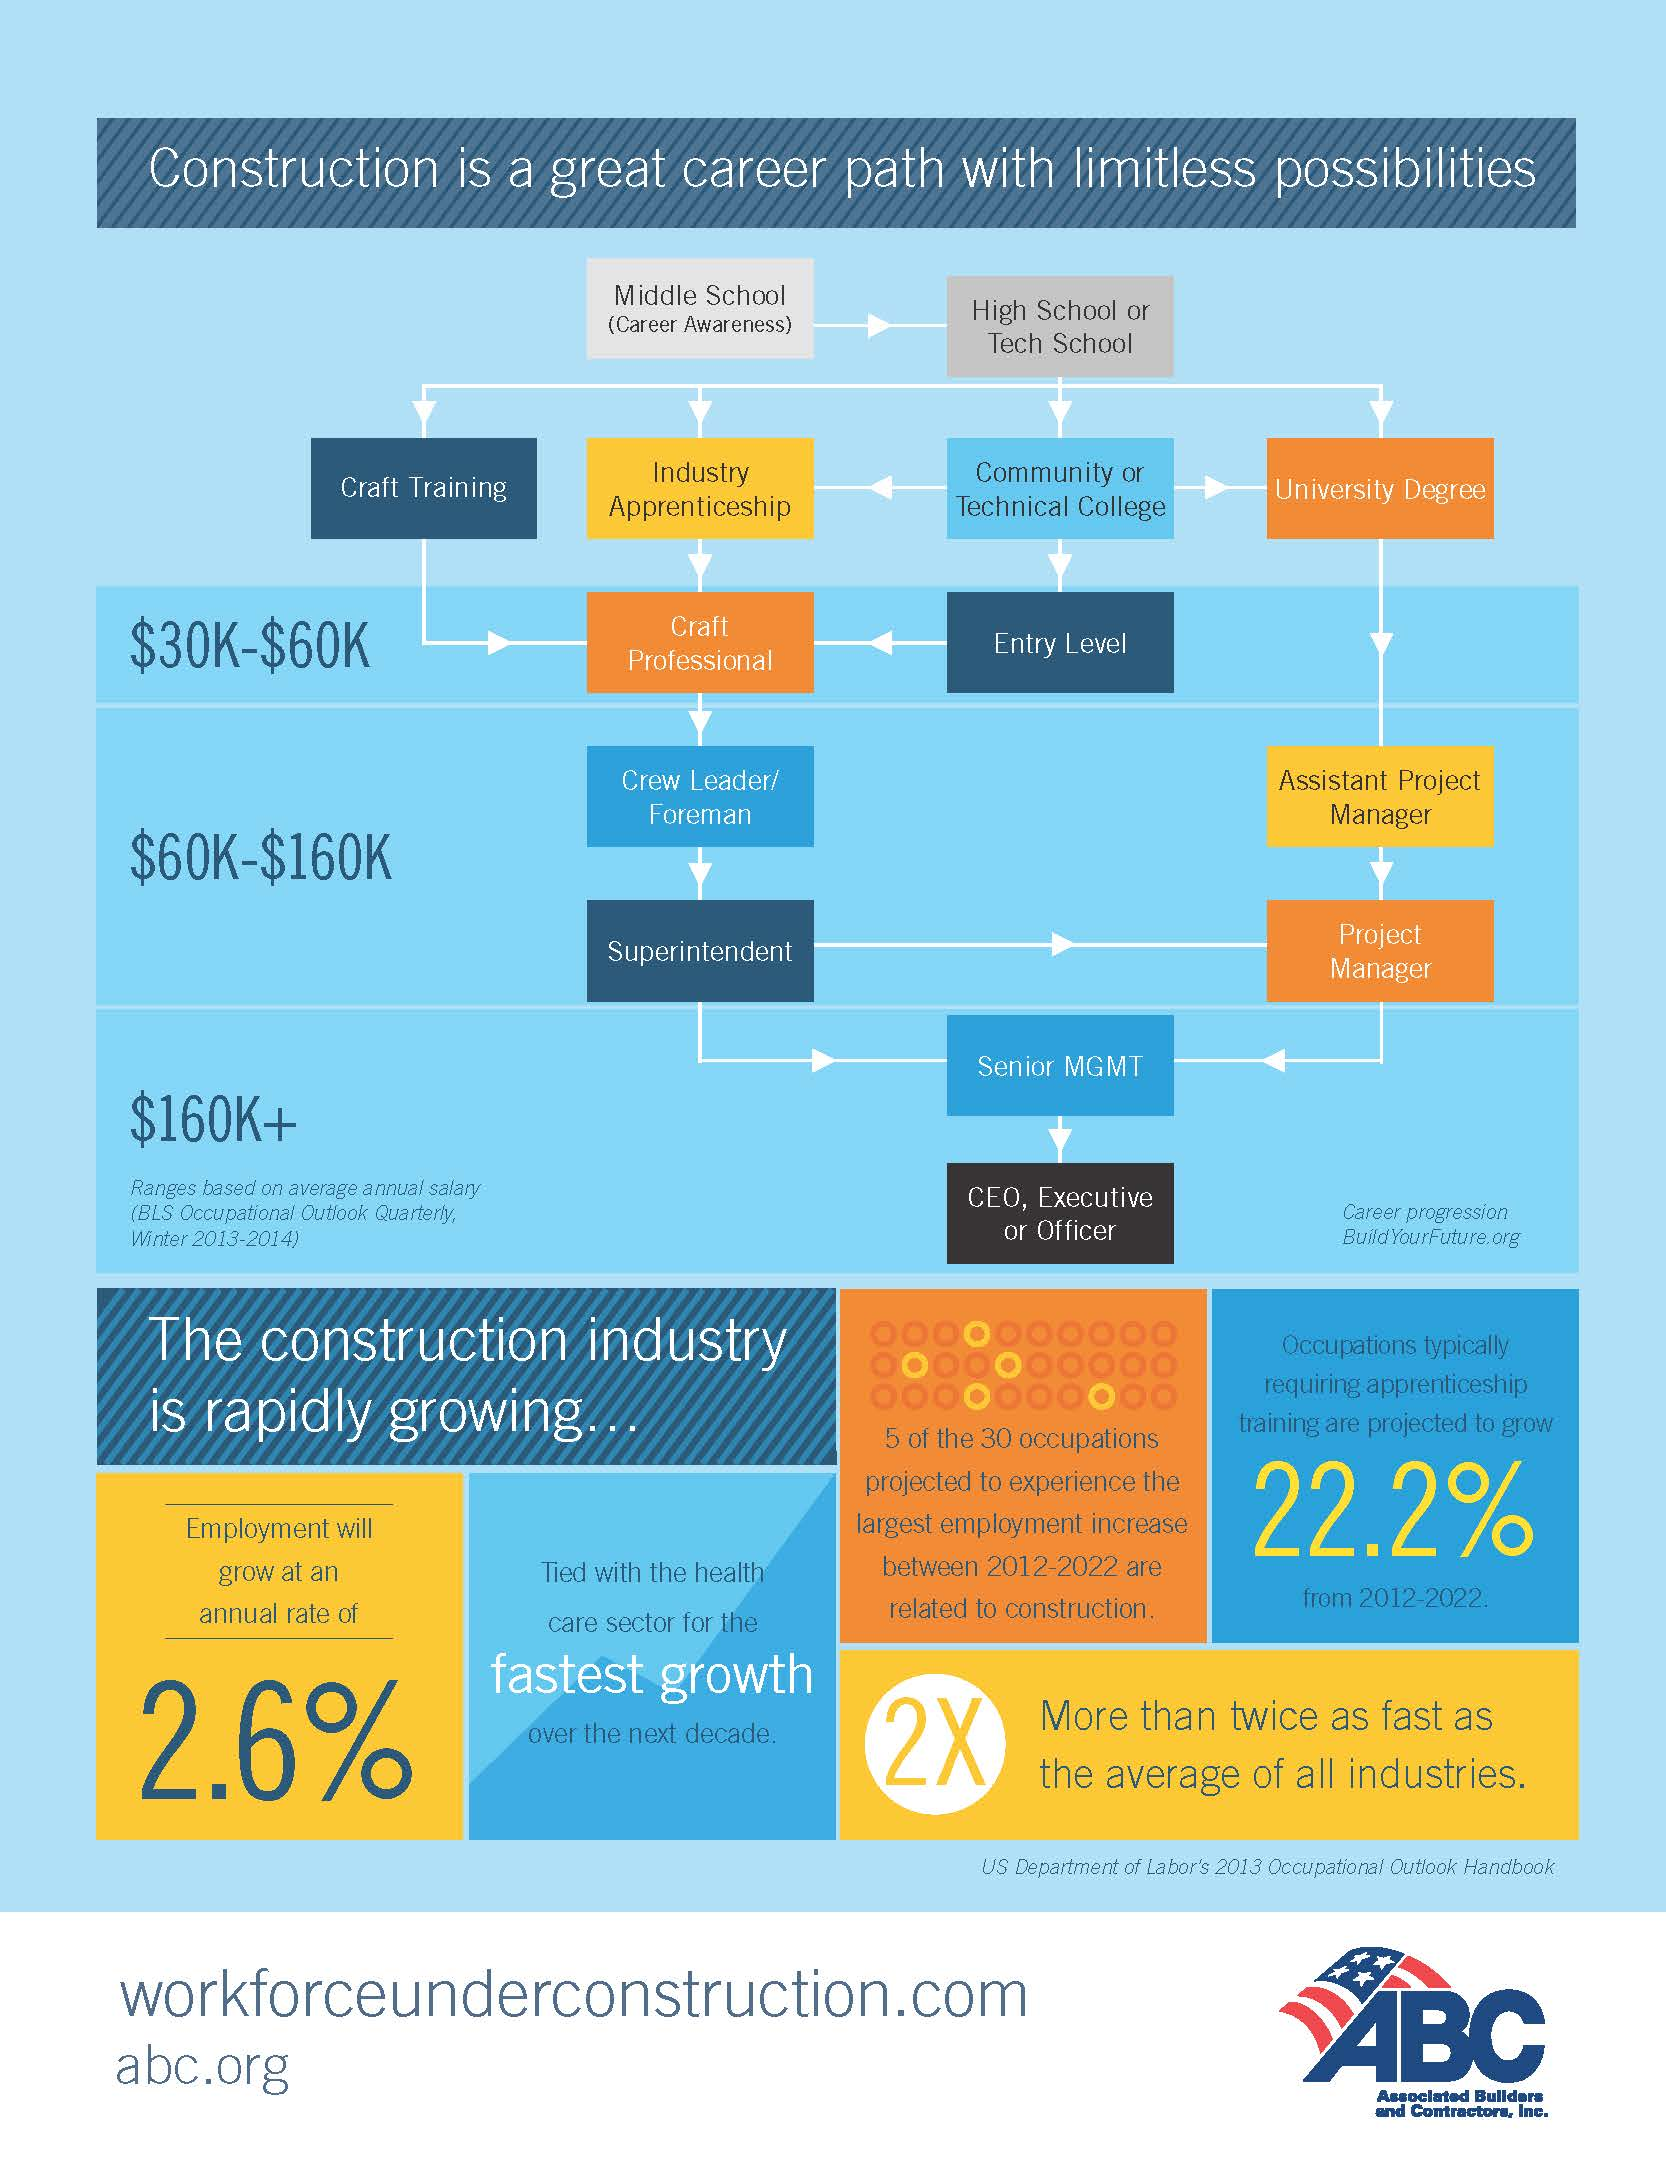 Construction is a great career path with limitless possibilities
Middle School
(Career Awareness)
High School or
Tech School
Craft Training
Industry
Apprenticeship
Community or
Technical College
University Degree
$30K-$60K
Craft
Professional
Entry Level
$60K-$160K
Crew Leader/
Foreman
Assistant Project
Manager
Superintendent
Project
Manager
$160K+
Senior MGMT
CEO, Executive
or Officer
Ranges based on average annual salary
(BLS Occupational Outlook Quarterly,
Winter 2013-2014)
Career progression
BuildYourFuture.org
The construction industry
is rapidly growing...
Employment will
grow at an
annual rate of
2.6%
Tied with the health
care sector for the
fastest growth
over the next decade.
5 of the 30 occupations
projected to experience the
largest employment increase
between 2012-2022 are
related to construction.
Occupations typically
requiring apprenticeship
training are projected to grow
22.2%
from 2012-2022.
2X
More than twice as fast as
the average of all industries.
US Department of Labor's 2013 Occupational Outlook Handbook
workforceunderconstruction.com
abc.org
ABC
Associated Builders
and Contractors, Inc.